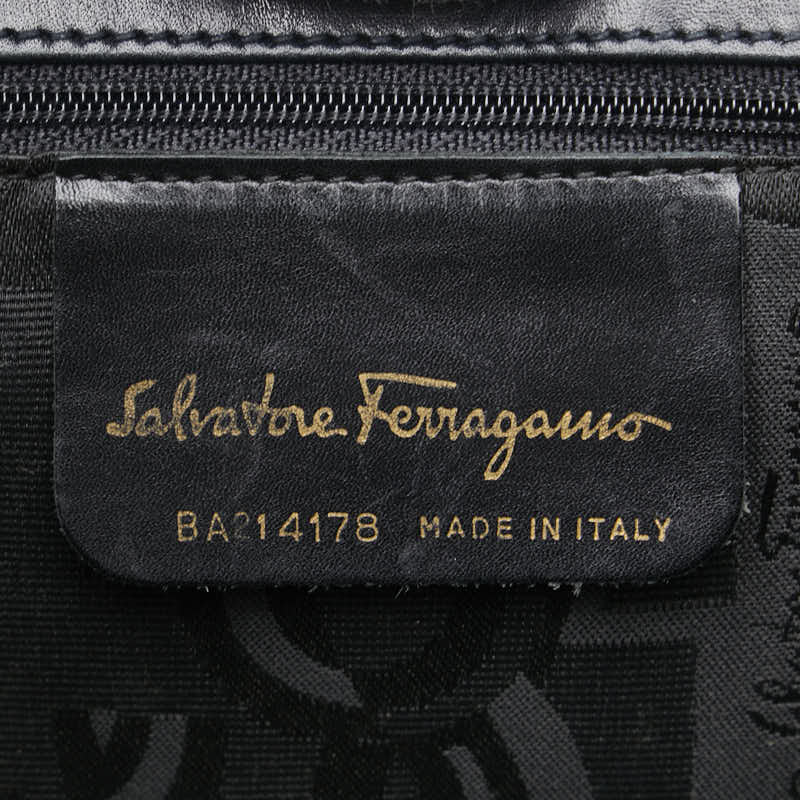 Salvatore Ferragamo
BA214178 MADE IN ITALY